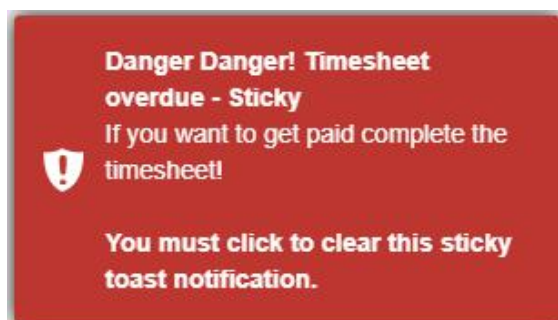 Danger Danger! Timesheet
overdue - Sticky
If you want to get paid complete the
timesheet!
You must click to clear this sticky
toast notification.